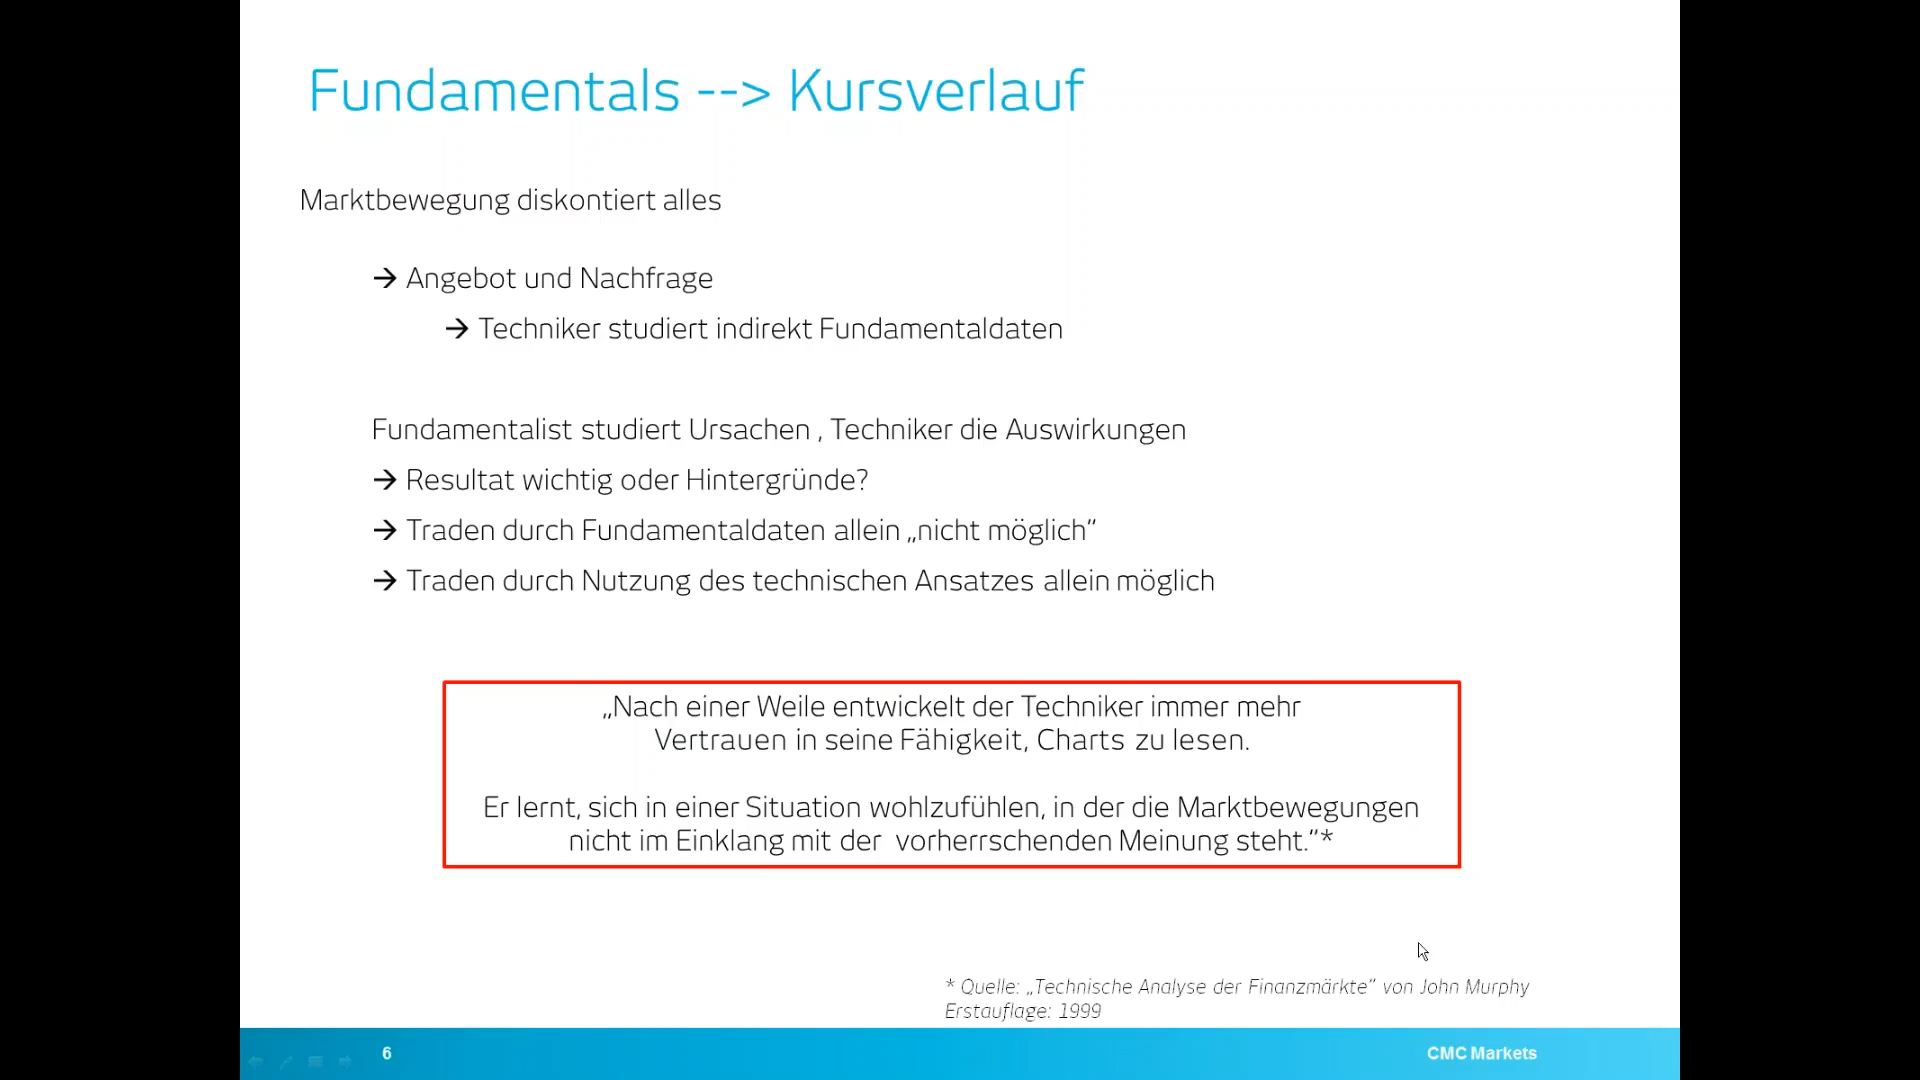 Fundamentals --> Kursverlauf
Marktbewegung diskontiert alles
→ Angebot und Nachfrage
→ Techniker studiert indirekt Fundamentaldaten
Fundamentalist studiert Ursachen , Techniker die Auswirkungen
→ Resultat wichtig oder Hintergründe?
→ Traden durch Fundamentaldaten allein „nicht möglich“
→ Traden durch Nutzung des technischen Ansatzes allein möglich
„Nach einer Weile entwickelt der Techniker immer mehr
Vertrauen in seine Fähigkeit, Charts zu lesen.
Er lernt, sich in einer Situation wohlzufühlen, in der die Marktbewegungen
nicht im Einklang mit der vorherrschenden Meinung steht.“*
* Quelle: „Technische Analyse der Finanzmärkte“ von John Murphy
Erstauflage: 1999
6
CMC Markets